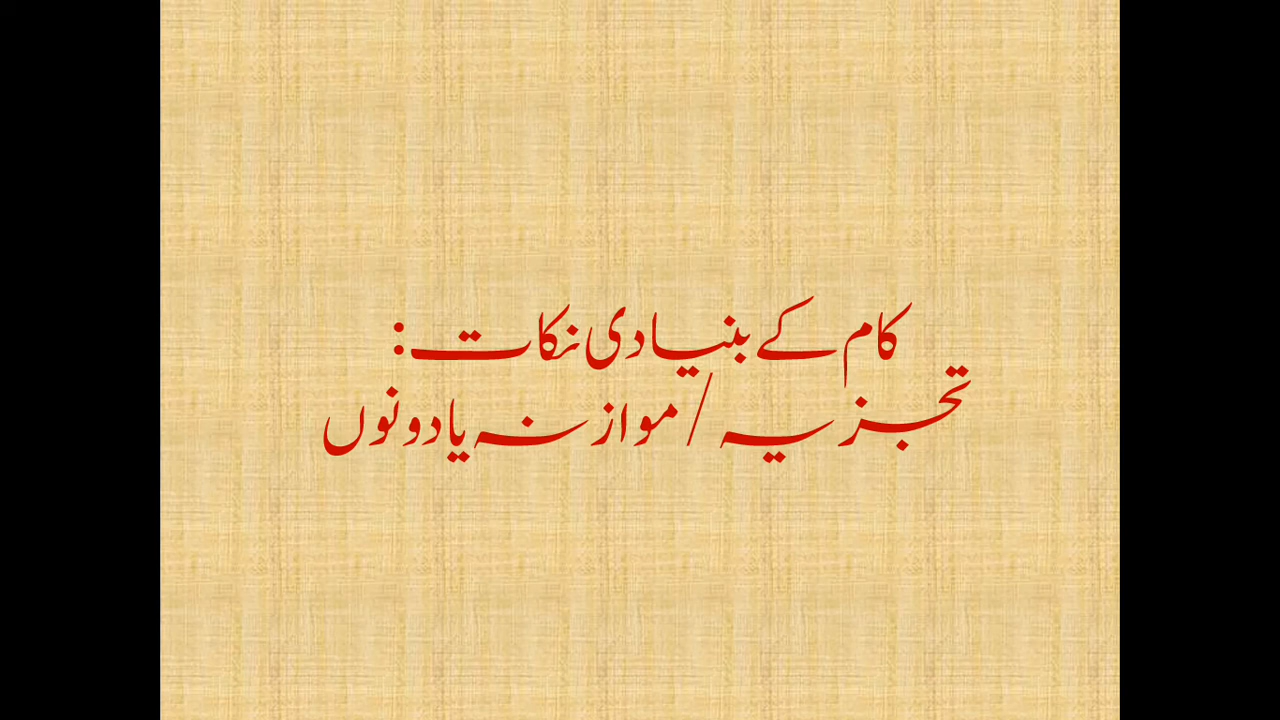 کام کے بنیادی نکات:
تجزیہ / موازنہ یا دونوں